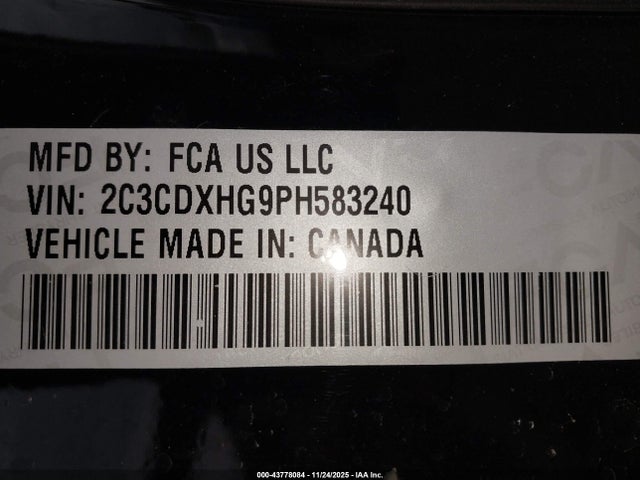 MFD BY: FCA US LLC
VIN: 2C3CDXHG9PH583240
VEHICLE MADE IN: CANADA
000-43778084 - 11/24/2025 - IAA Inc.